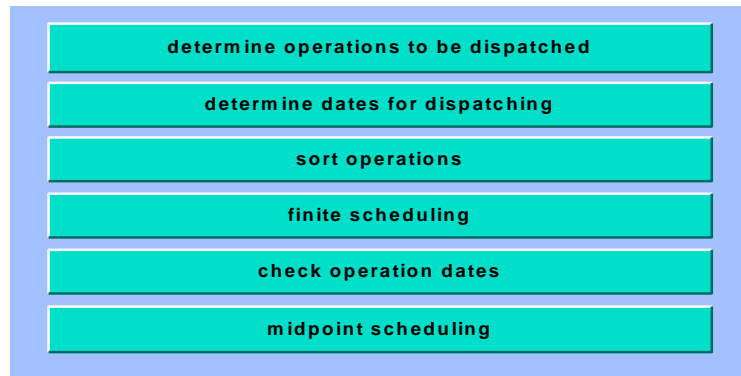 determine operations to be dispatched
determine dates for dispatching
sort operations
finite scheduling
check operation dates
midpoint scheduling